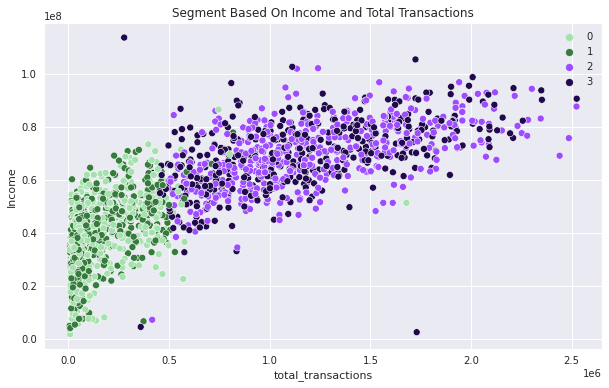 Segment Based On Income and Total Transactions
1e8
0
1
2
3
1.0
0.8
0.6
0.4
0.2
0.0
Income
0.0 0.5 1.0 1.5 2.0 2.5
1e6
total_transactions